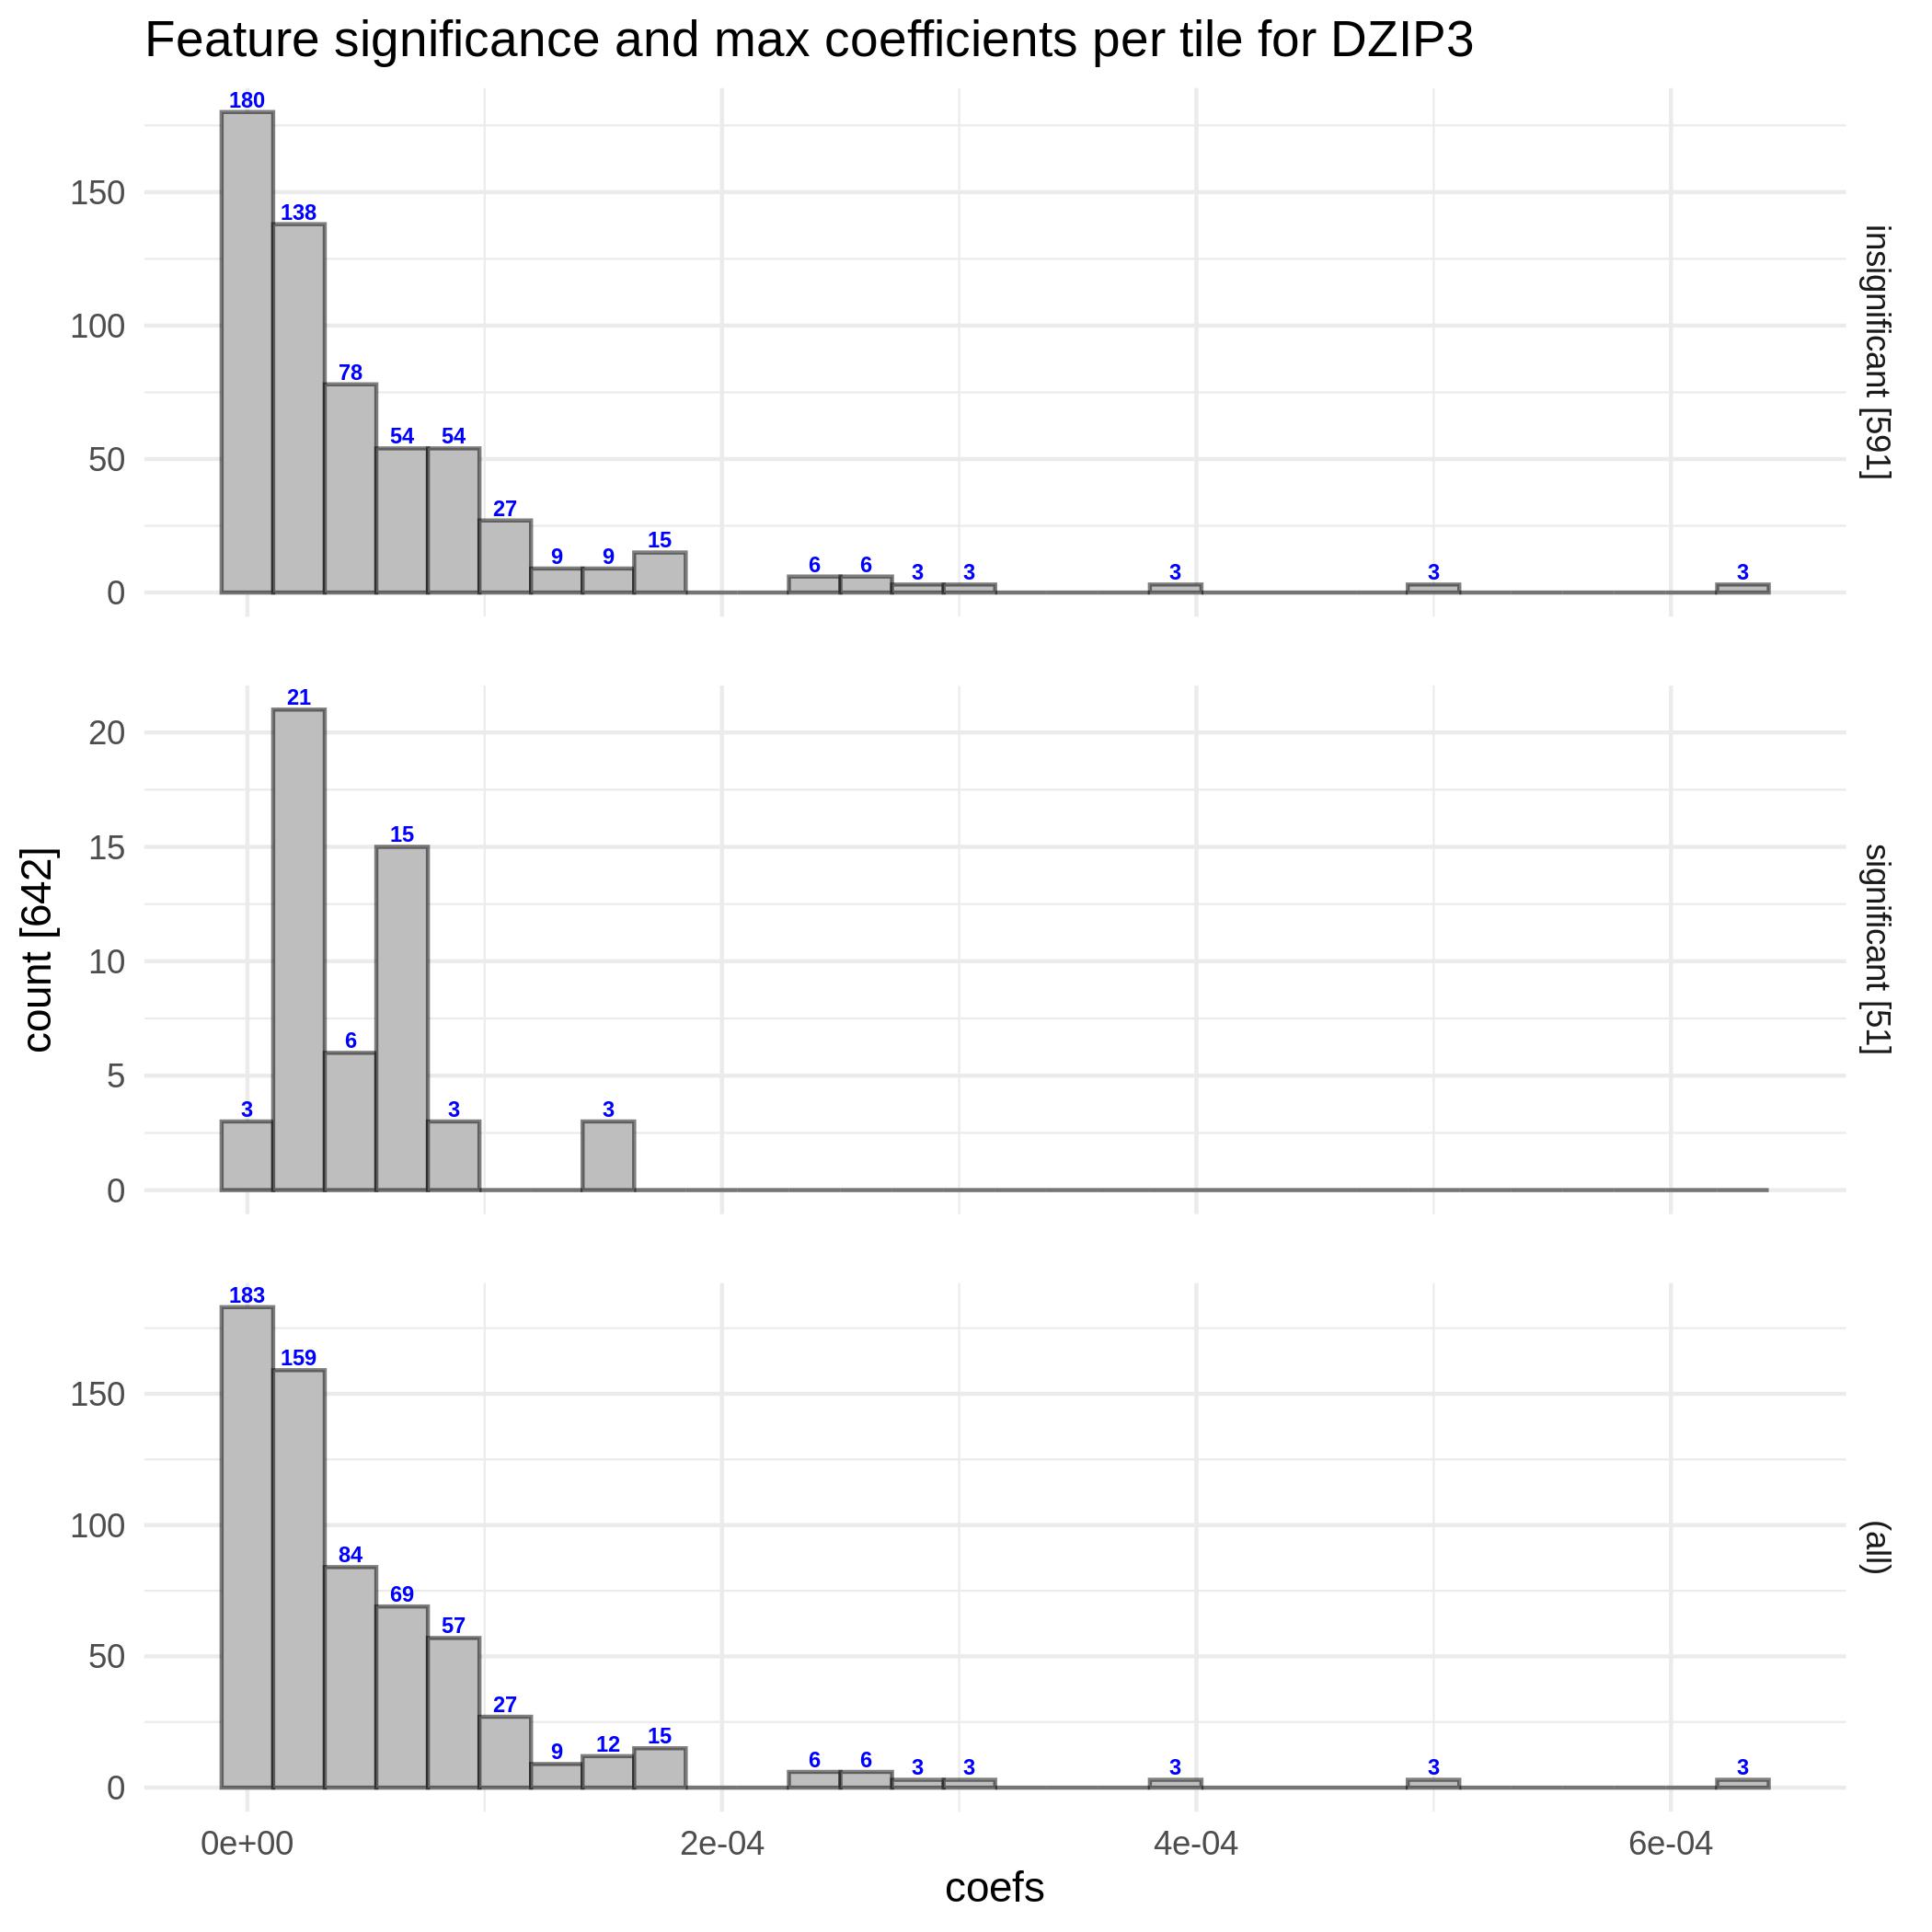 Feature significance and max coefficients per tile for DZIP3
180
138
78
54 54
27
9 9 15
6 6 3 3 3 3 3
150
100
50
0
insignificant [591]
21
15
6
3 3 3
20
15
10
5
0
significant [51]
count [642]
183
159
84
69
57
27
9 12 15
6 6 3 3 3 3 3
150
100
50
0
(all)
0e+00 2e-04 4e-04 6e-04
coefs